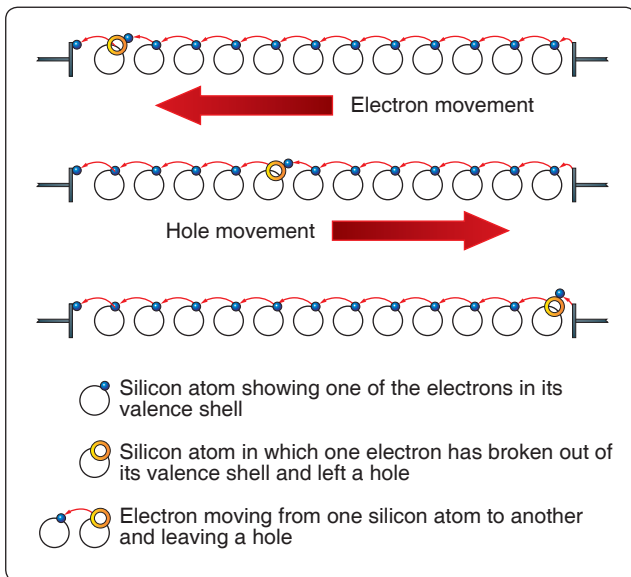 Electron movement
Hole movement
Silicon atom showing one of the electrons in its
valence shell
Silicon atom in which one electron has broken out of
its valence shell and left a hole
Electron moving from one silicon atom to another
and leaving a hole